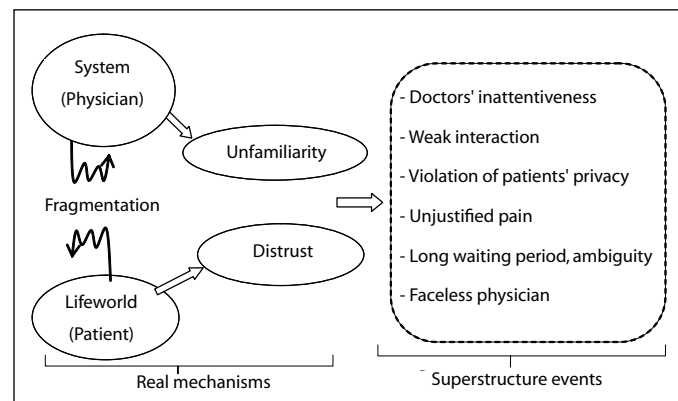 System
(Physician)
Unfamiliarity
Fragmentation
Distrust
Lifeworld
(Patient)
Real mechanisms
- Doctors' inattentiveness
- Weak interaction
- Violation of patients' privacy
- Unjustified pain
- Long waiting period, ambiguity
- Faceless physician
Superstructure events